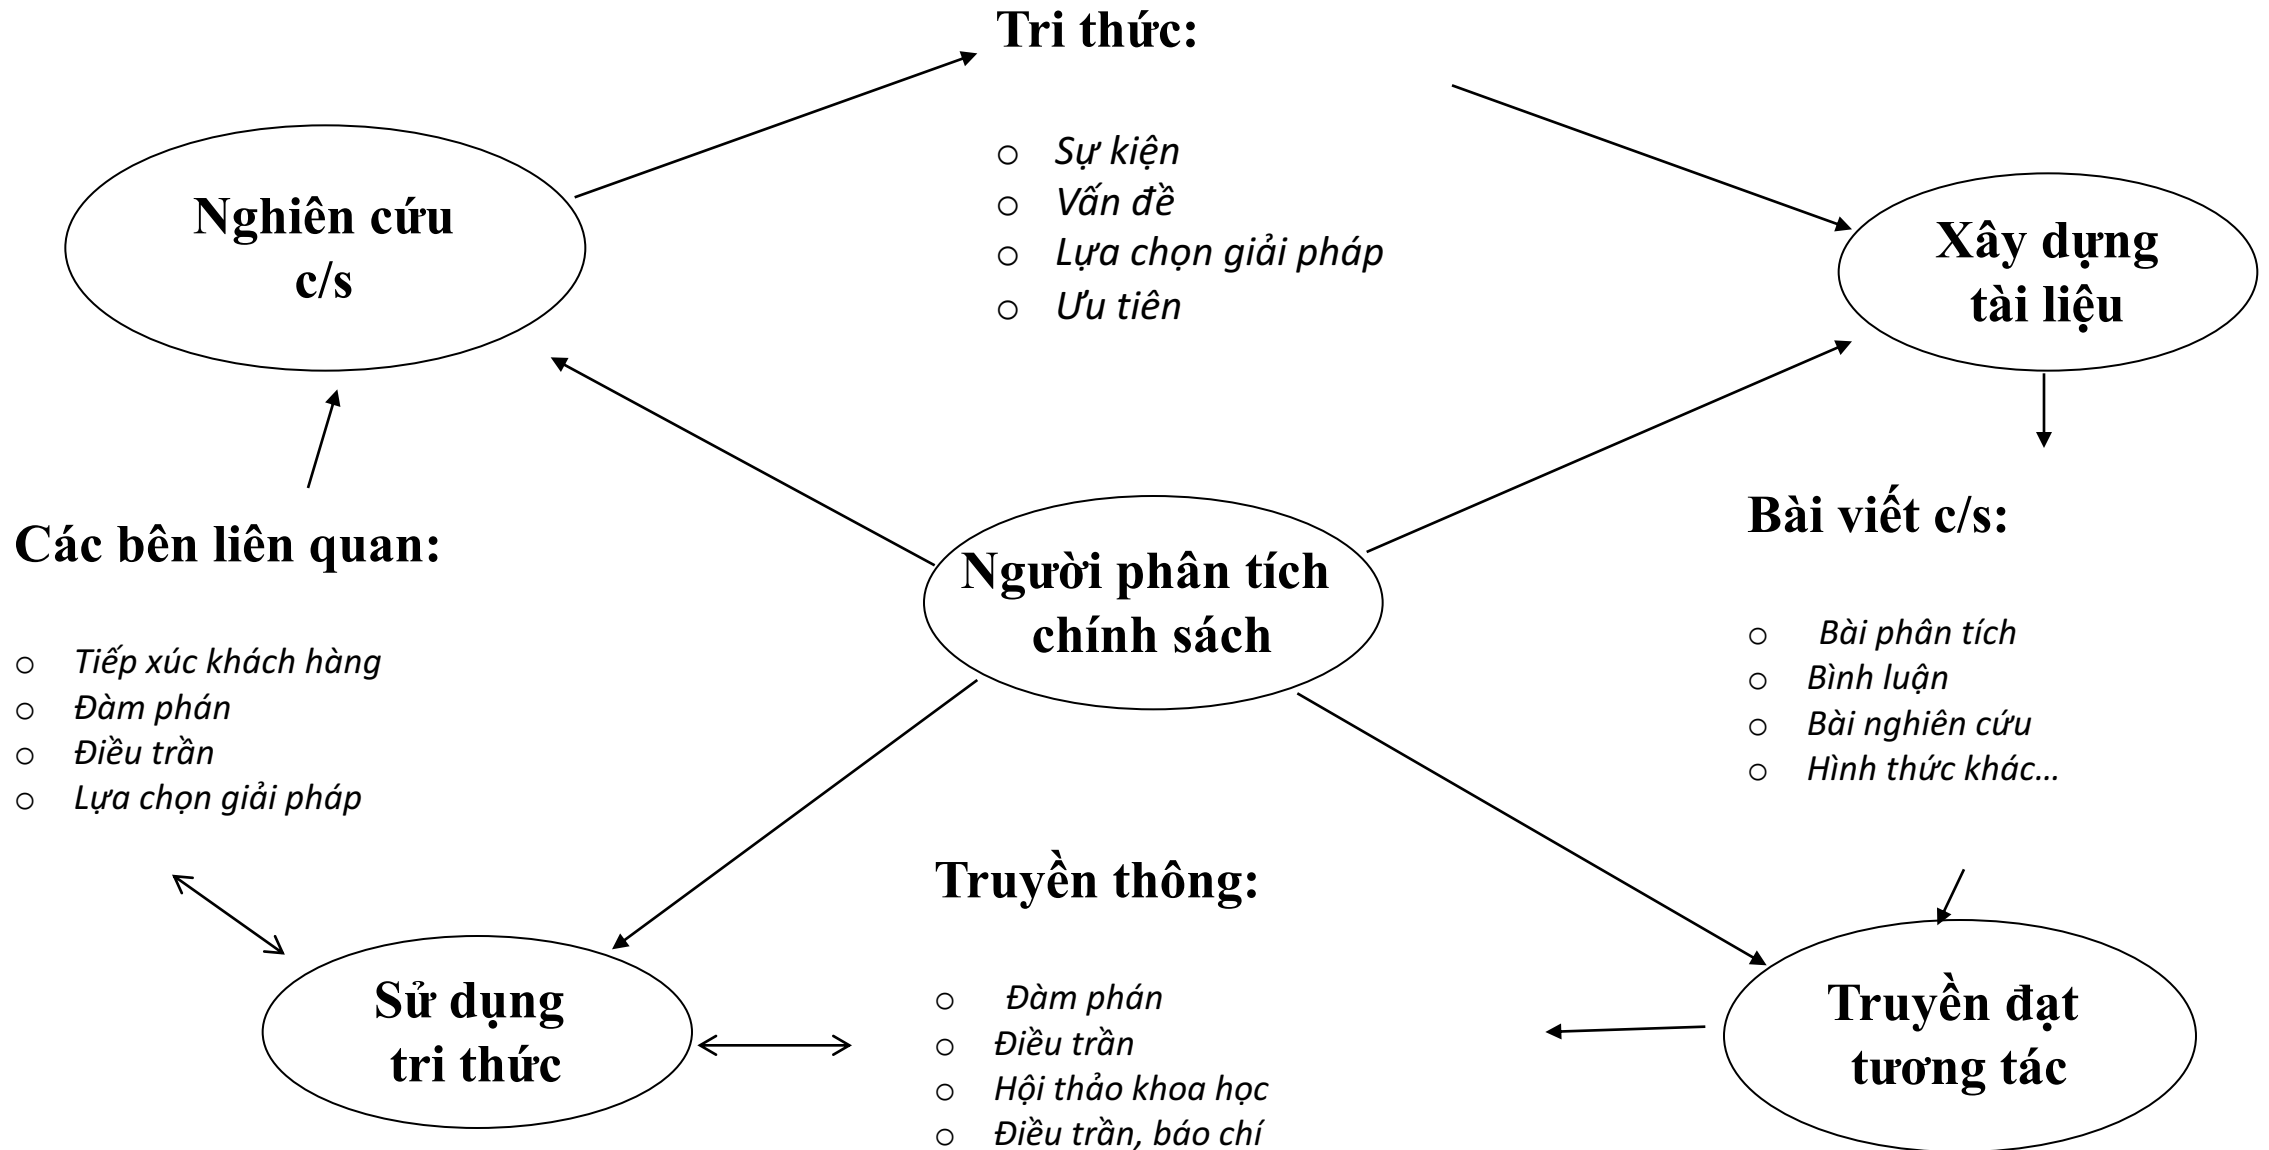 Tri thức:
o Sự kiện
o Vấn đề
o Lựa chọn giải pháp
o Ưu tiên
Nghiên cứu
c/s
Xây dựng
tài liệu
Người phân tích
chính sách
Các bên liên quan:
o Tiếp xúc khách hàng
o Đàm phán
o Điều trần
o Lựa chọn giải pháp
Bài viết c/s:
o Bài phân tích
o Bình luận
o Bài nghiên cứu
o Hình thức khác…
Truyền thông:
o Đàm phán
o Điều trần
o Hội thảo khoa học
o Điều trần, báo chí
Sử dụng
tri thức
Truyền đạt
tương tác